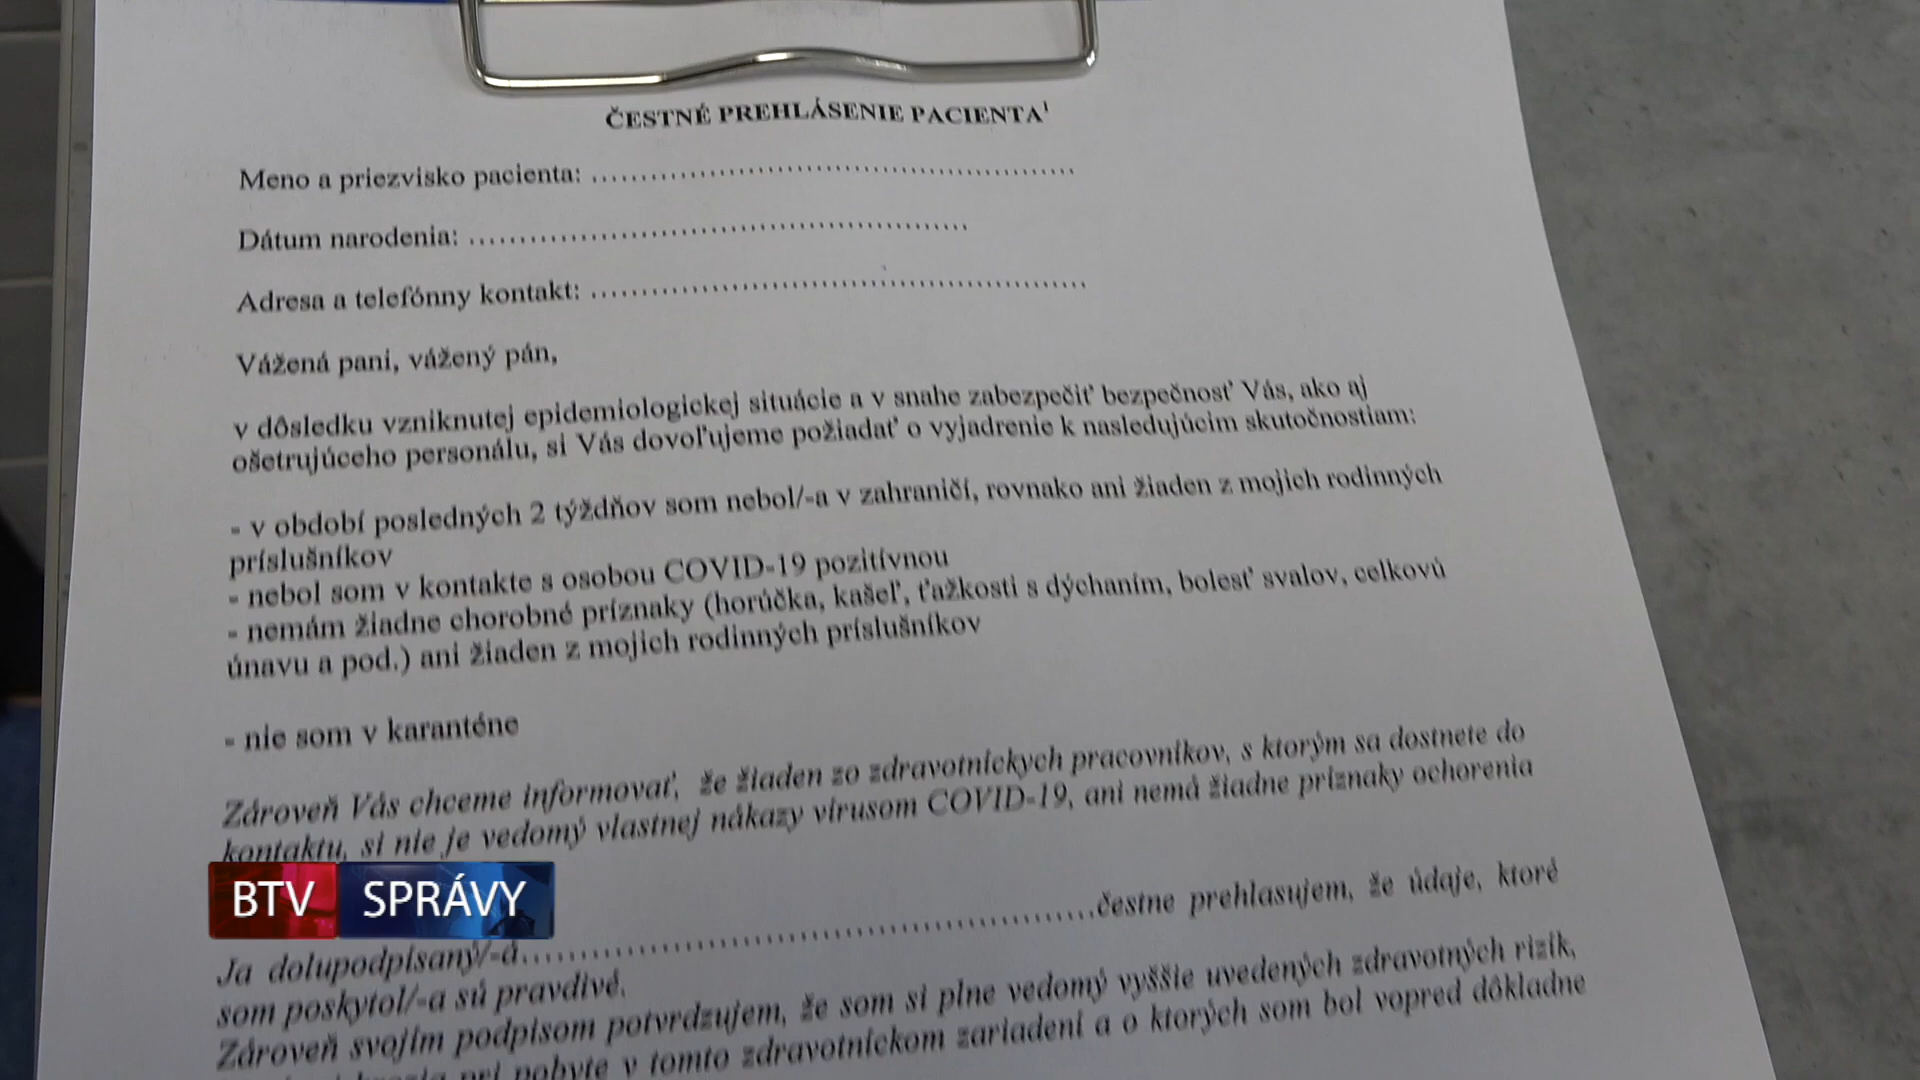 ČESTNÉ PREHLÁSENIE PACIENTA¹
Meno a priezvisko pacienta: ................................................
Dátum narodenia: ..................................................
Adresa a telefónny kontakt: ..................................................
Vážená pani, vážený pán,
v dôsledku vzniknutej epidemiologickej situácie a v snahe zabezpečiť bezpečnosť Vás, ako aj
ošetrujúceho personálu, si Vás dovoľujeme požiadať o vyjadrenie k nasledujúcim skutočnostiam:
- v období posledných 2 týždňov som nebol/-a v zahraničí, rovnako ani žiaden z mojich rodinných
príslušníkov
- nebol som v kontakte s osobou COVID-19 pozitívnou
- nemám žiadne chorobné príznaky (horúčka, kašeľ, ťažkosti s dýchaním, bolesť svalov, celkovú
únavu a pod.) ani žiaden z mojich rodinných príslušníkov
- nie som v karanténe
Zároveň Vás chceme informovať, že žiaden zo zdravotníckych pracovníkov, s ktorým sa dostnete do
kontaktu, si nie je vedomý vlastnej nákazy vírusom COVID-19, ani nemá žiadne príznaky ochorenia
BTV SPRÁVY
Ja dolupodpísaný/-á..........................................................čestne prehlasujem, že údaje, ktoré
som poskytol/-a sú pravdivé.
Zároveň svojím podpisom potvrdzujem, že som si plne vedomý vyššie uvedených zdravotných rizík,
pri pobyte v tomto zdravotníckom zariadení a o ktorých som bol vopred dôkladne